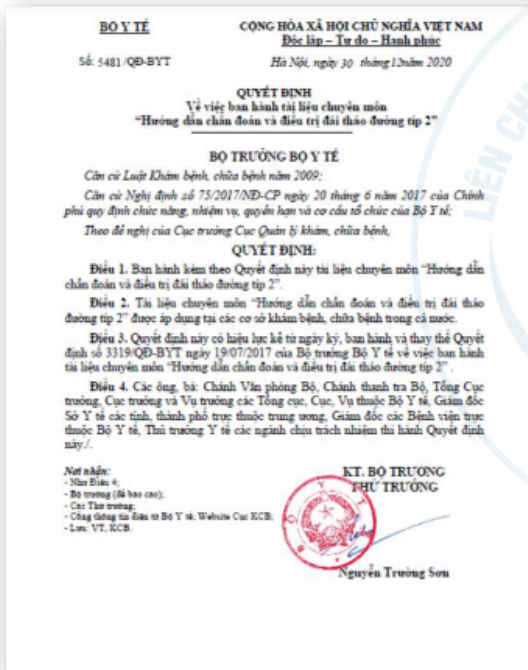 BỘ Y TẾ
CỘNG HÒA XÃ HỘI CHỦ NGHĨA VIỆT NAM
Độc lập – Tự do – Hạnh phúc
Số: 5481/QĐ-BYT
Hà Nội, ngày 30 tháng 12 năm 2020
QUYẾT ĐỊNH
Về việc ban hành tài liệu chuyên môn
“Hướng dẫn chẩn đoán và điều trị đái tháo đường típ 2”
BỘ TRƯỞNG BỘ Y TẾ
Căn cứ Luật Khám bệnh, chữa bệnh năm 2009;
Căn cứ Nghị định số 75/2017/NĐ-CP ngày 20 tháng 6 năm 2017 của Chính
phủ quy định chức năng, nhiệm vụ, quyền hạn và cơ cấu tổ chức của Bộ Y tế;
Theo đề nghị của Cục trưởng Cục Quản lý khám, chữa bệnh,
QUYẾT ĐỊNH:
Điều 1. Ban hành kèm theo Quyết định này tài liệu chuyên môn “Hướng dẫn
chẩn đoán và điều trị đái tháo đường típ 2”.
Điều 2. Tài liệu chuyên môn “Hướng dẫn chẩn đoán và điều trị đái tháo
đường típ 2” được áp dụng tại các cơ sở khám bệnh, chữa bệnh trong cả nước.
Điều 3. Quyết định này có hiệu lực kể từ ngày ký, ban hành và thay thế Quyết
định số 3319/QĐ-BYT ngày 19/07/2017 của Bộ trưởng Bộ Y tế về việc ban hành
tài liệu chuyên môn “Hướng dẫn chẩn đoán và điều trị đái tháo đường típ 2”.
Điều 4. Các ông, bà: Chánh Văn phòng Bộ, Chánh thanh tra Bộ, Tổng Cục
trưởng, Cục trưởng và Vụ trưởng các Tổng cục, Cục, Vụ thuộc Bộ Y tế, Giám đốc
Sở Y tế các tỉnh, thành phố trực thuộc trung ương, Giám đốc các Bệnh viện trực
thuộc Bộ Y tế, Thủ trưởng Y tế các ngành chịu trách nhiệm thi hành Quyết định
này./.
Nơi nhận:
- Như Điều 4;
- Bộ trưởng (để báo cáo);
- Các Thứ trưởng;
- Cổng thông tin điện tử Bộ Y tế, Website Cục KCB;
- Lưu: VT, KCB.
KT. BỘ TRƯỞNG
THỨ TRƯỞNG
Nguyễn Trường Sơn
LIÊN